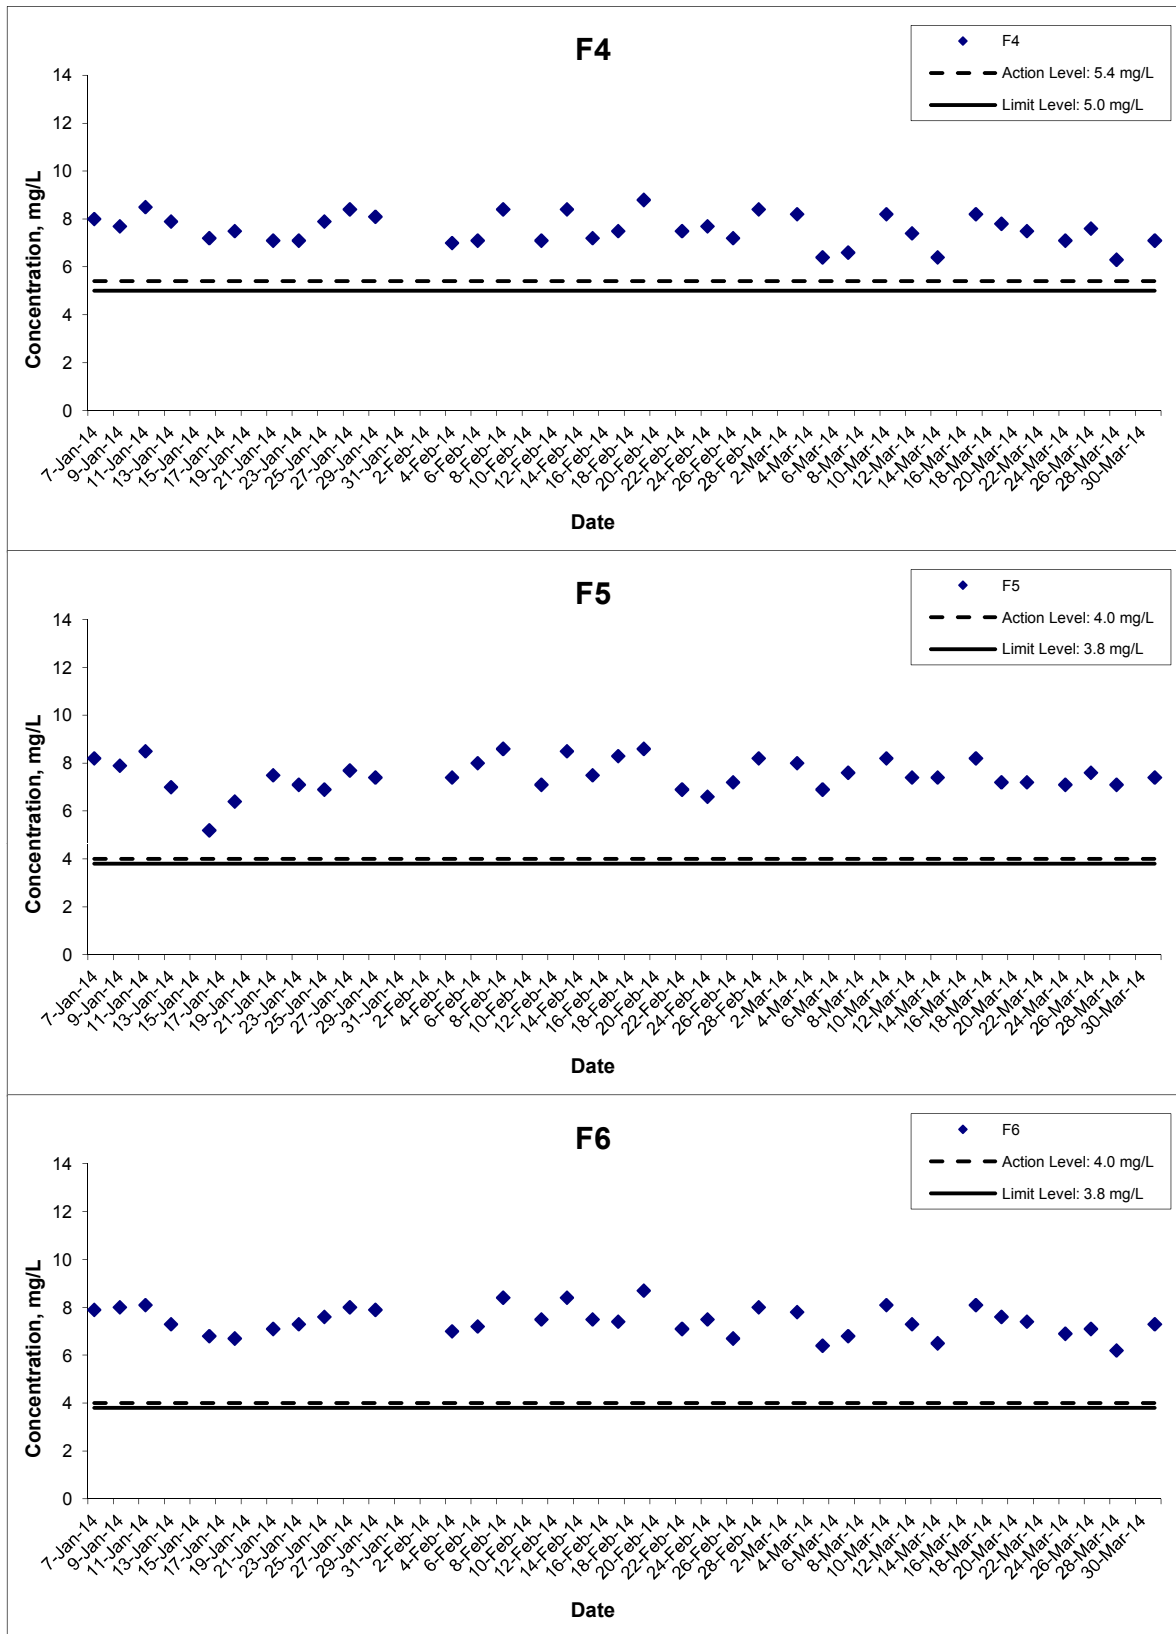 F4
F4
Action Level: 5.4 mg/L
Limit Level: 5.0 mg/L
Concentration, mg/L
14
12
10
8
6
4
2
0
7-Jan-14
9-Jan-14
11-Jan-14
13-Jan-14
15-Jan-14
17-Jan-14
19-Jan-14
21-Jan-14
23-Jan-14
25-Jan-14
27-Jan-14
29-Jan-14
31-Jan-14
2-Feb-14
4-Feb-14
6-Feb-14
8-Feb-14
10-Feb-14
12-Feb-14
14-Feb-14
16-Feb-14
18-Feb-14
20-Feb-14
22-Feb-14
24-Feb-14
26-Feb-14
28-Feb-14
2-Mar-14
4-Mar-14
6-Mar-14
8-Mar-14
10-Mar-14
12-Mar-14
14-Mar-14
16-Mar-14
18-Mar-14
20-Mar-14
22-Mar-14
24-Mar-14
26-Mar-14
28-Mar-14
30-Mar-14
Date
F5
F5
Action Level: 4.0 mg/L
Limit Level: 3.8 mg/L
Concentration, mg/L
14
12
10
8
6
4
2
0
7-Jan-14
9-Jan-14
11-Jan-14
13-Jan-14
15-Jan-14
17-Jan-14
19-Jan-14
21-Jan-14
23-Jan-14
25-Jan-14
27-Jan-14
29-Jan-14
31-Jan-14
2-Feb-14
4-Feb-14
6-Feb-14
8-Feb-14
10-Feb-14
12-Feb-14
14-Feb-14
16-Feb-14
18-Feb-14
20-Feb-14
22-Feb-14
24-Feb-14
26-Feb-14
28-Feb-14
2-Mar-14
4-Mar-14
6-Mar-14
8-Mar-14
10-Mar-14
12-Mar-14
14-Mar-14
16-Mar-14
18-Mar-14
20-Mar-14
22-Mar-14
24-Mar-14
26-Mar-14
28-Mar-14
30-Mar-14
Date
F6
F6
Action Level: 4.0 mg/L
Limit Level: 3.8 mg/L
Concentration, mg/L
14
12
10
8
6
4
2
0
7-Jan-14
9-Jan-14
11-Jan-14
13-Jan-14
15-Jan-14
17-Jan-14
19-Jan-14
21-Jan-14
23-Jan-14
25-Jan-14
27-Jan-14
29-Jan-14
31-Jan-14
2-Feb-14
4-Feb-14
6-Feb-14
8-Feb-14
10-Feb-14
12-Feb-14
14-Feb-14
16-Feb-14
18-Feb-14
20-Feb-14
22-Feb-14
24-Feb-14
26-Feb-14
28-Feb-14
2-Mar-14
4-Mar-14
6-Mar-14
8-Mar-14
10-Mar-14
12-Mar-14
14-Mar-14
16-Mar-14
18-Mar-14
20-Mar-14
22-Mar-14
24-Mar-14
26-Mar-14
28-Mar-14
30-Mar-14
Date